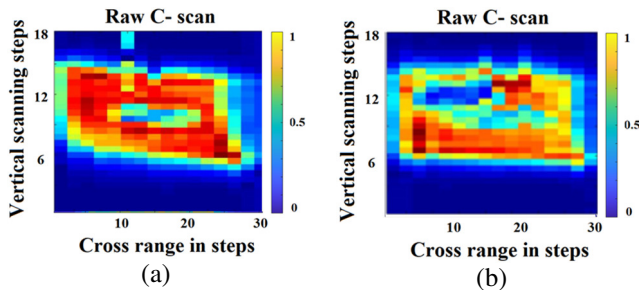 Raw C- scan
Vertical scanning steps
18
12
6
10
20
30
Cross range in steps
1
0.5
0
(a)
Raw C- scan
Vertical scanning steps
18
12
6
10
20
30
Cross range in steps
1
0.5
0
(b)